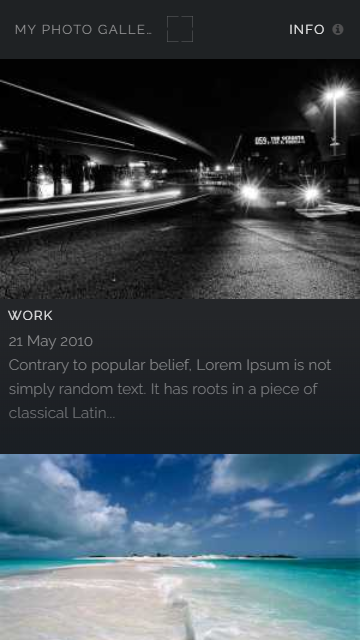 MY PHOTO GALLE…
INFO
WORK
21 May 2010
Contrary to popular belief, Lorem Ipsum is not
simply random text. It has roots in a piece of
classical Latin...